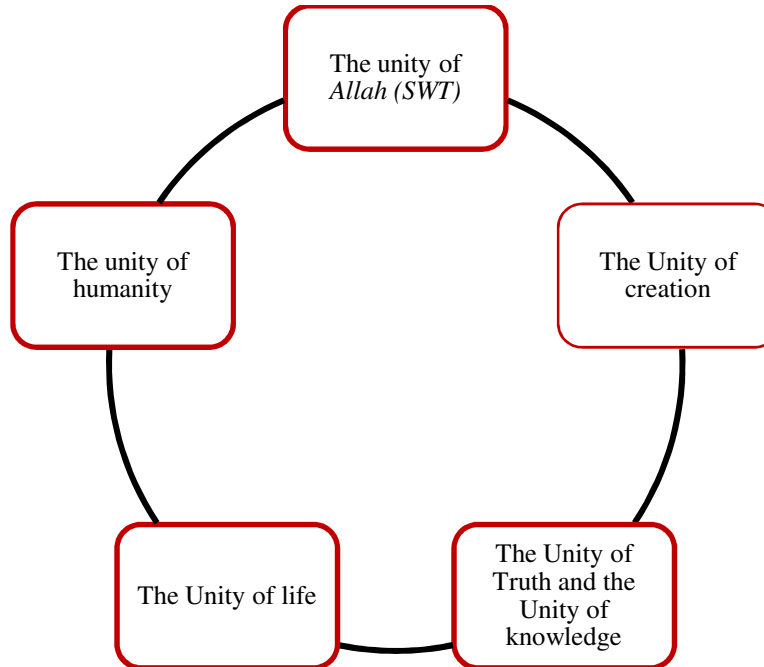 The unity of
Allah (SWT)
The Unity of
creation
The Unity of
Truth and the
Unity of
knowledge
The Unity of life
The unity of
humanity